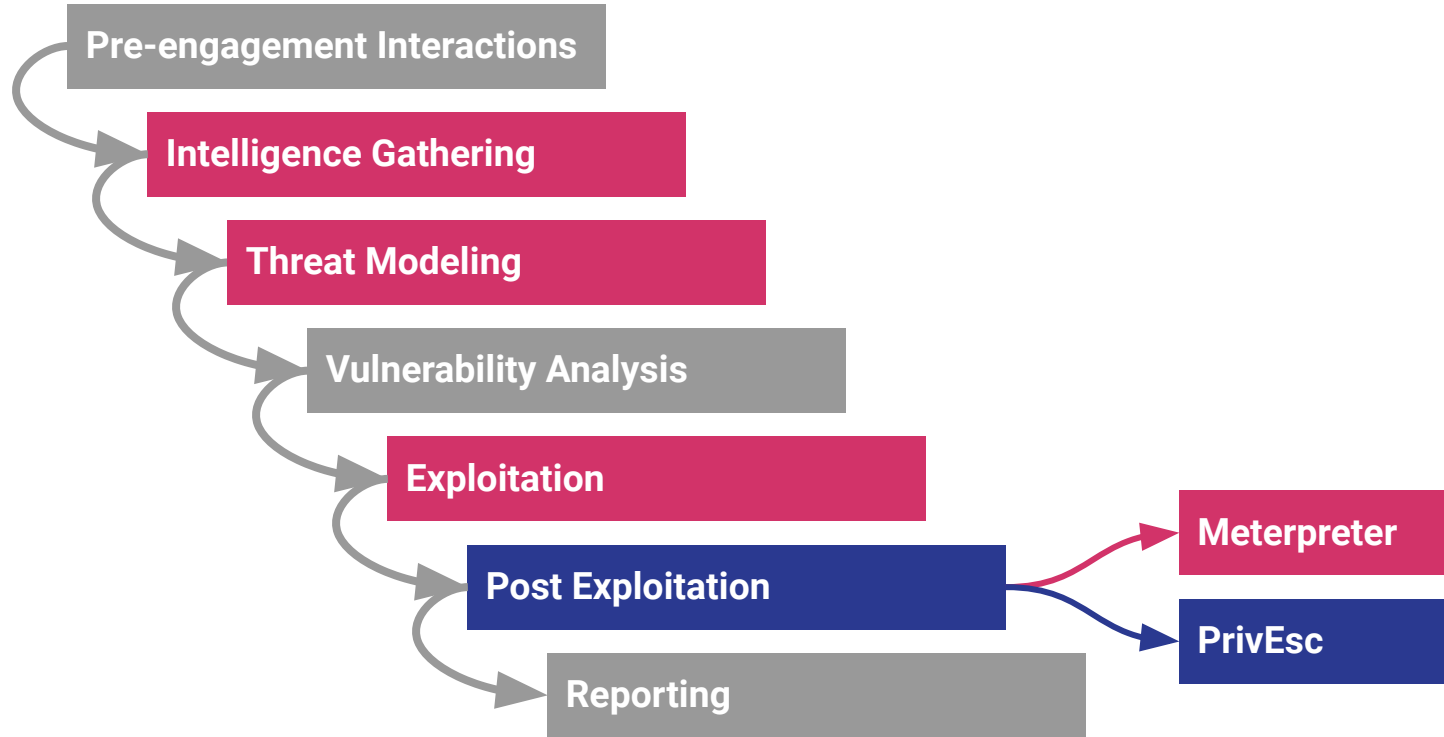 Pre-engagement Interactions
Intelligence Gathering
Threat Modeling
Vulnerability Analysis
Exploitation
Post Exploitation
Reporting
Meterpreter
PrivEsc